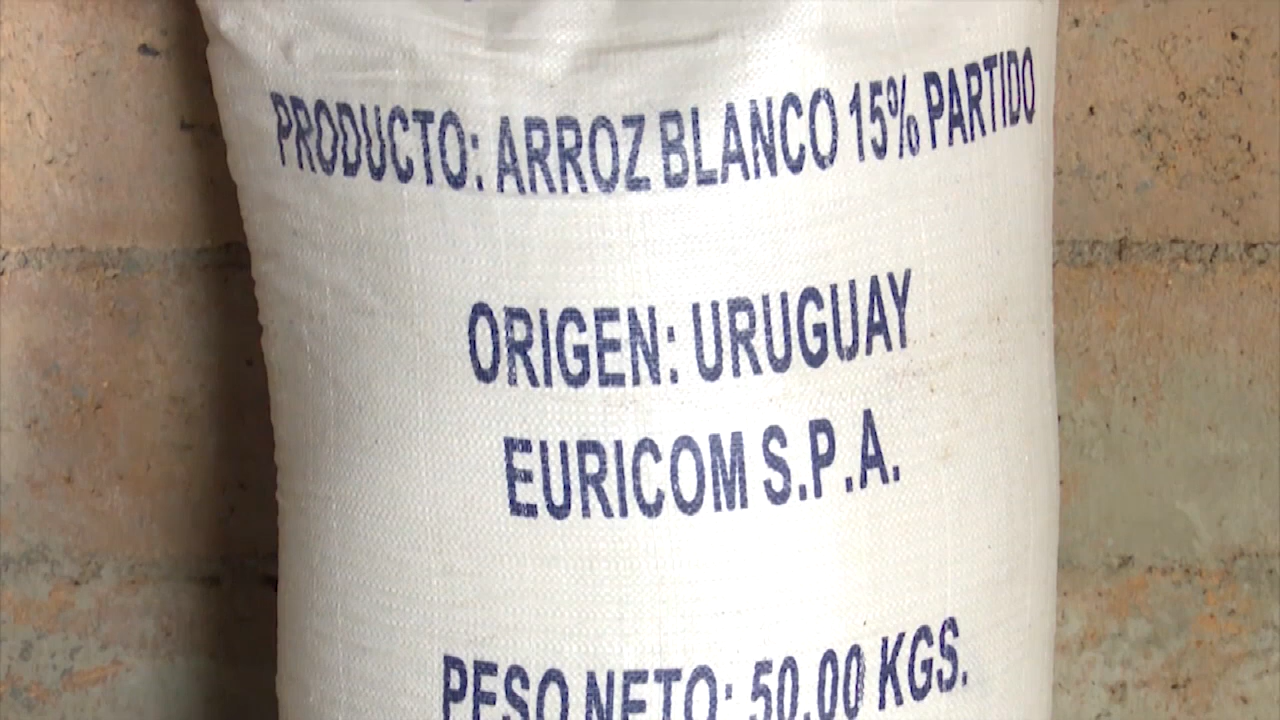 PRODUCTO: ARROZ BLANCO 15% PARTIDO
ORIGEN: URUGUAY
EURICOM S.P.A.
PESO NETO: 50.00 KGS.